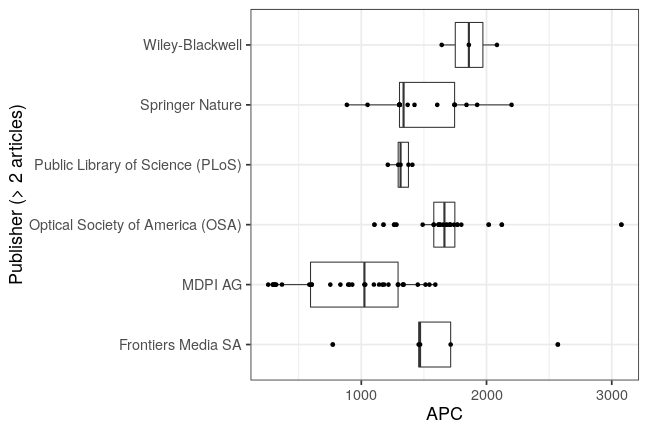 Publisher (> 2 articles)
Wiley-Blackwell
Springer Nature
Public Library of Science (PLoS)
Optical Society of America (OSA)
MDPI AG
Frontiers Media SA
1000 2000 3000
APC